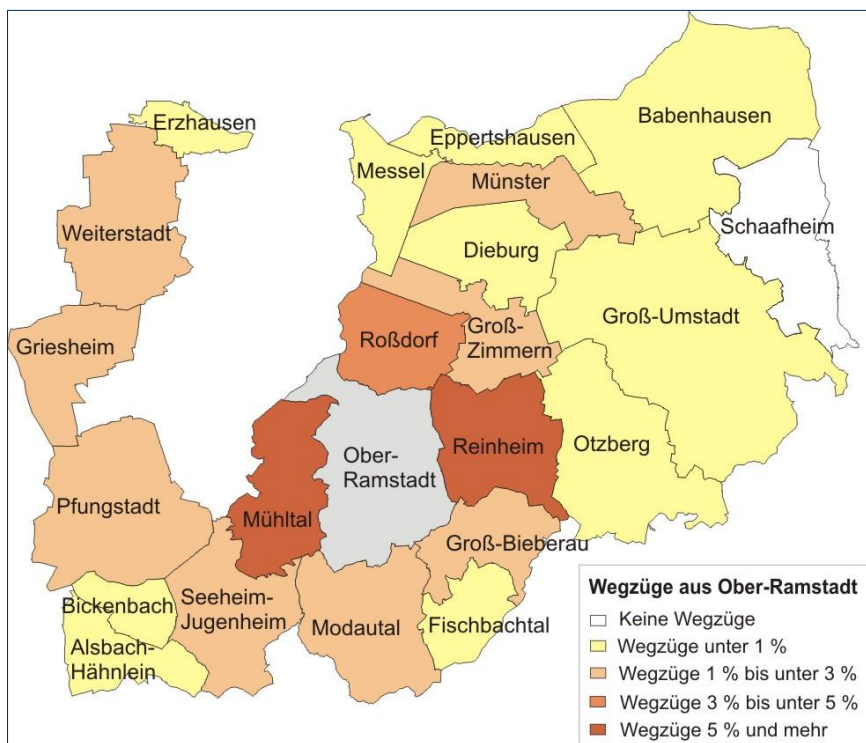 Erzhausen
Babenhausen
Eppertshausen
Messel
Münster
Schaafheim
Weiterstadt
Dieburg
Groß-Umstadt
Griesheim
Roßdorf
Groß-
Zimmern
Otzberg
Reinheim
Ober-
Ramstadt
Pfungstadt
Mühltal
Groß-Bieberau
Bickenbach
Seeheim-
Jugenheim
Modautal
Fischbachtal
Alsbach-
Hähnlein
Wegzüge aus Ober-Ramstadt
Keine Wegzüge
Wegzüge unter 1 %
Wegzüge 1 % bis unter 3 %
Wegzüge 3 % bis unter 5 %
Wegzüge 5 % und mehr